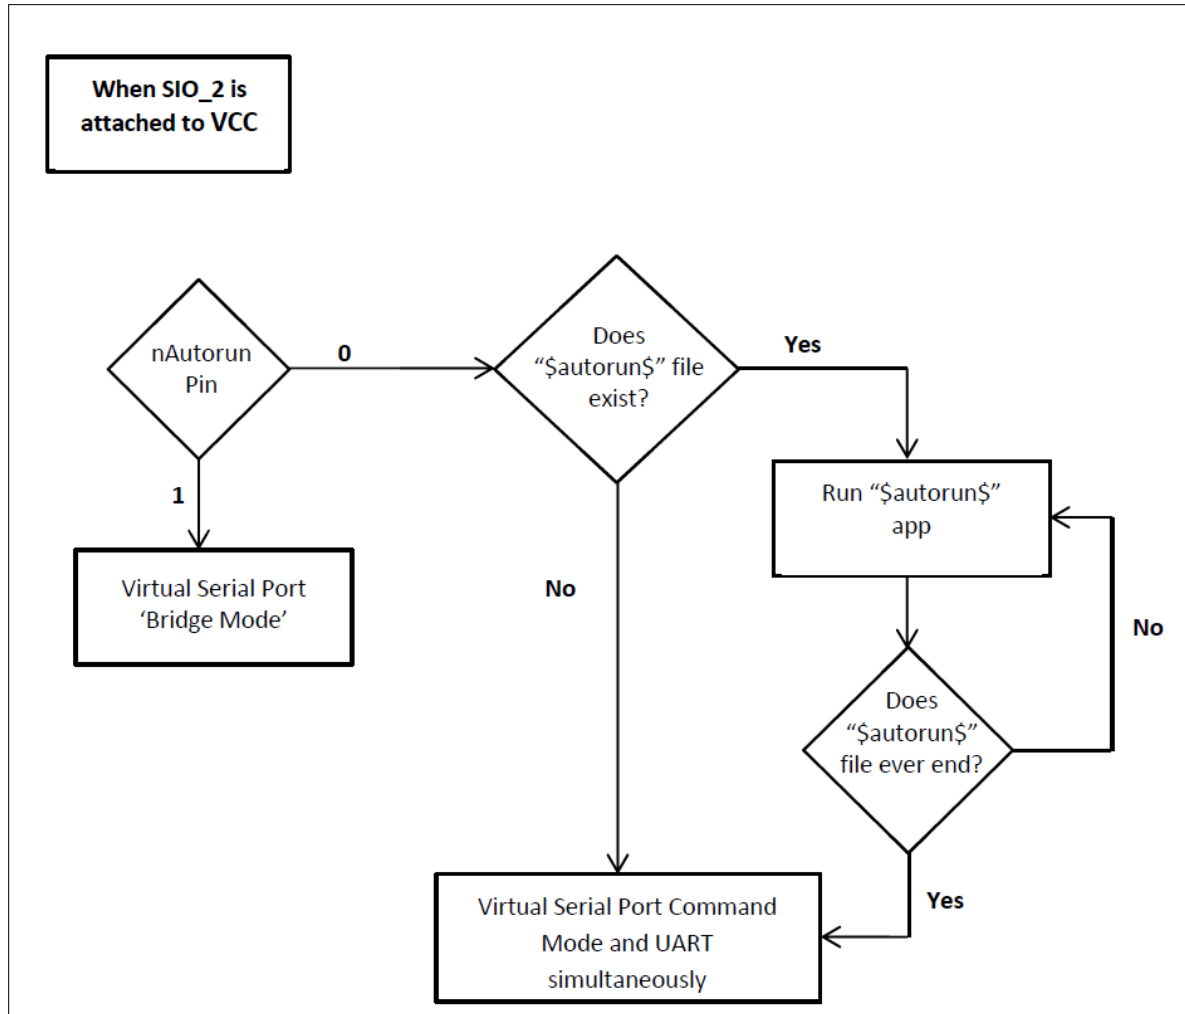 When SIO_2 is
attached to VCC
nAutorun
Pin
0
1
Virtual Serial Port
‘Bridge Mode’
Does
“$autorun$” file
exist?
Yes
No
Run “$autorun$”
app
Does
“$autorun$”
file ever end?
No
Yes
Virtual Serial Port Command
Mode and UART
simultaneously